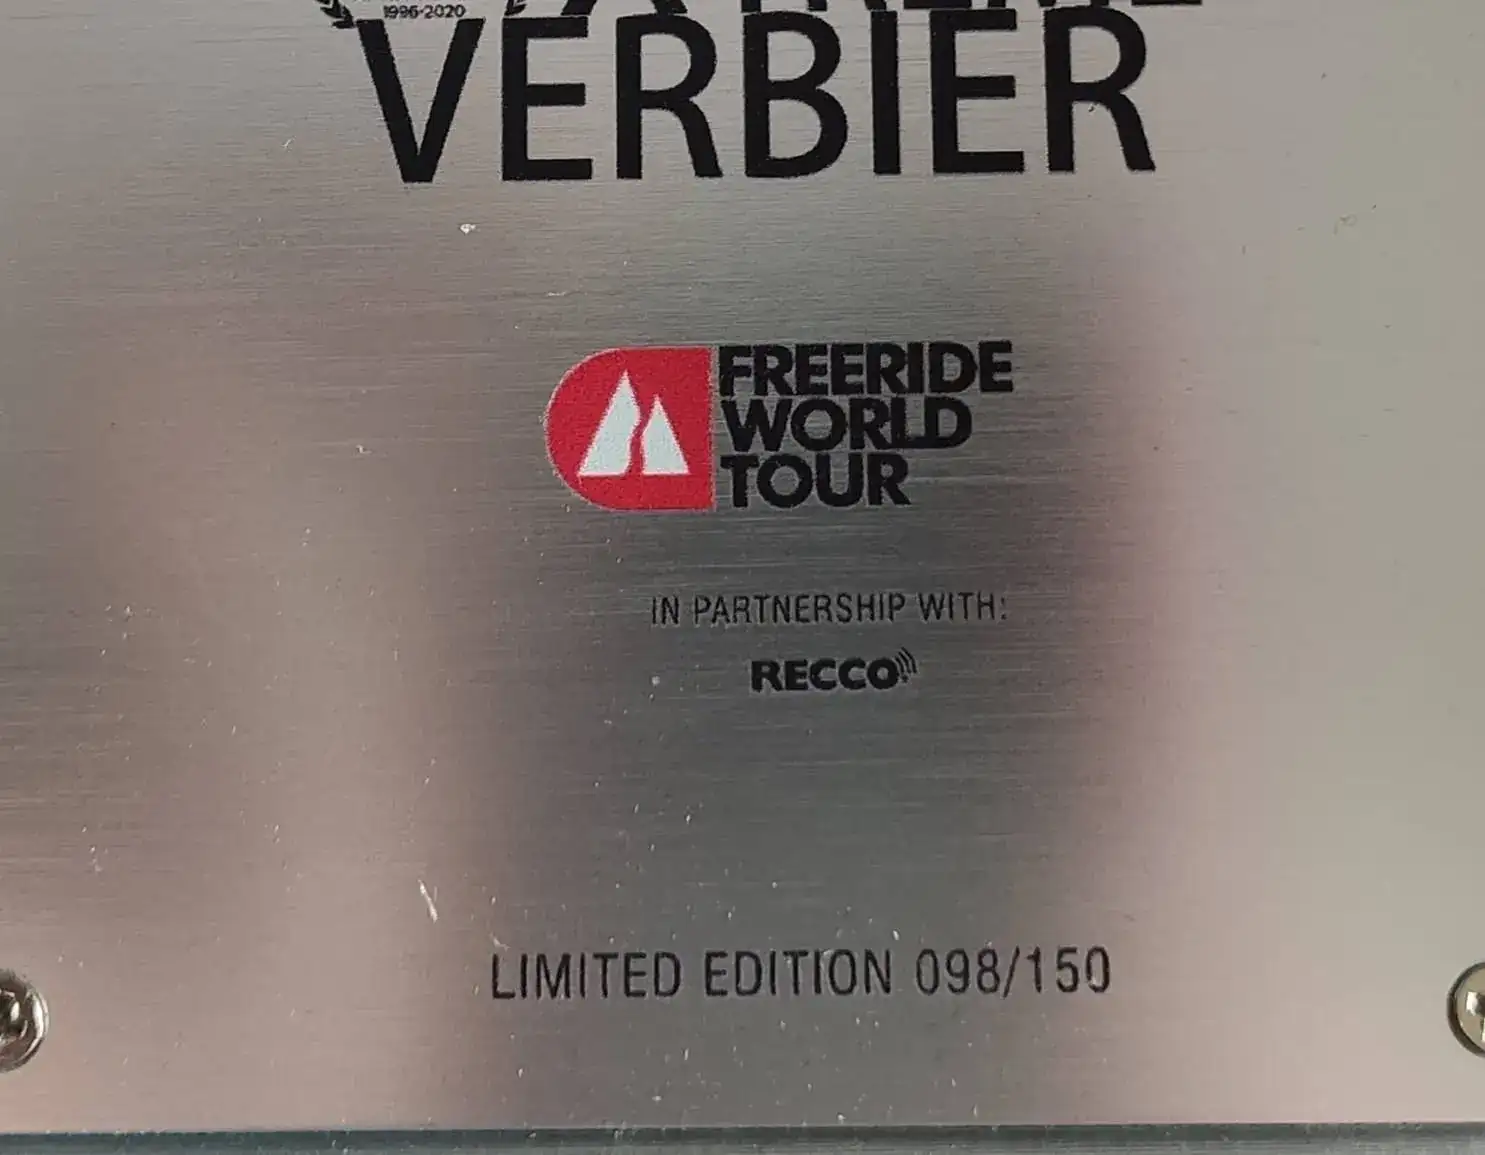 1996-2020
VERBIER
FREERIDE
WORLD
TOUR
IN PARTNERSHIP WITH:
RECCO
LIMITED EDITION 098/150